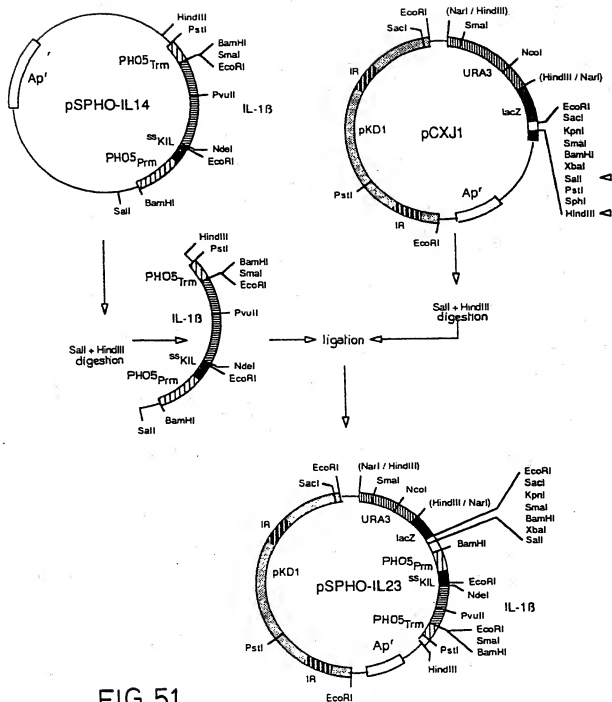 HindIII
PstI
BamHI
SmaI
EcoRI
PHO5Trm
Apʳ
PvuII
pSPHO-IL14
IL-1ß
ssKIL
NdeI
EcoRI
PHO5Prm
BamHI
SalI
EcoRI
(NarI / HindIII)
SacI
SmaI
NcoI
IR
URA3
(HindIII / NarI)
lacZ
pKD1
pCXJ1
EcoRI
SacI
KpnI
SmaI
BamHI
XbaI
SalI
PstI
SphI
HindIII
PstI
IR
Apʳ
EcoRI
HindIII
PstI
BamHI
SmaI
EcoRI
PHO5Trm
IL-1ß
PvuII
SalI + HindIII
digestion
ssKIL
NdeI
EcoRI
PHO5Prm
BamHI
SalI
ligation
SalI + HindIII
digestion
EcoRI
(NarI / HindIII)
SacI
SmaI
NcoI
(HindIII / NarI)
URA3
IR
lacZ
EcoRI
SacI
KpnI
SmaI
BamHI
XbaI
SalI
BamHI
PHO5Prm
ssKIL
EcoRI
NdeI
pKD1
pSPHO-IL23
IL-1ß
PvuII
PHO5Trm
EcoRI
SmaI
BamHI
PstI
Apʳ
PstI
HindIII
IR
EcoRI
FIG. 51